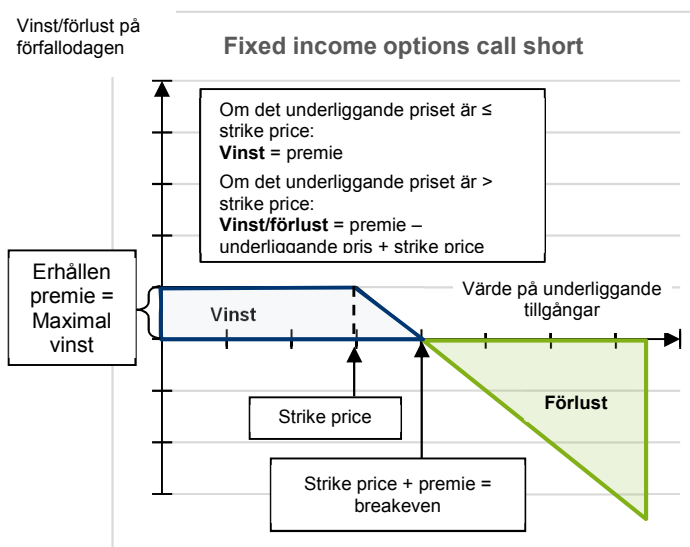 Vinst/förlust på
förfallodagen
Fixed income options call short
Om det underliggande priset är ≤
strike price:
Vinst = premie
Om det underliggande priset är >
strike price:
Vinst/förlust = premie –
underliggande pris + strike price
Erhållen
premie =
Maximal
vinst
Vinst
Värde på underliggande
tillgångar
Strike price
Förlust
Strike price + premie =
breakeven